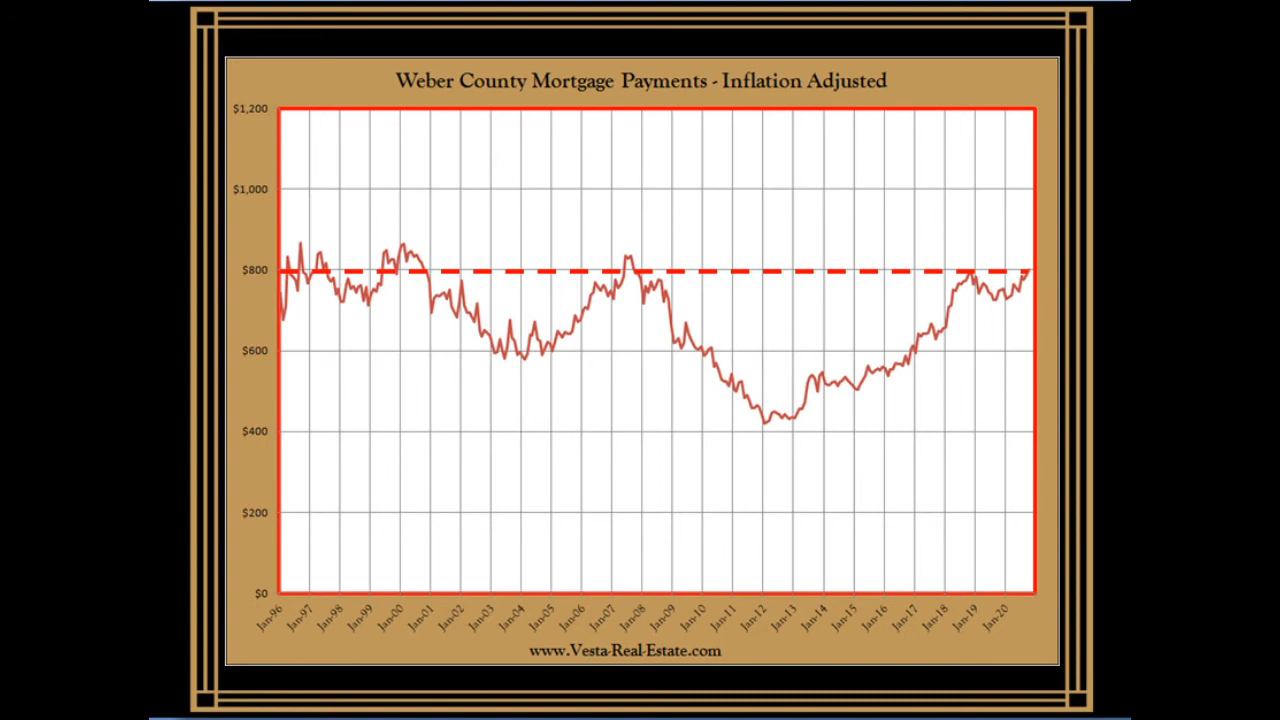 Weber County Mortgage Payments - Inflation Adjusted
$1,200
$1,000
$800
$600
$400
$200
$0
Jan-96
Jan-97
Jan-98
Jan-99
Jan-00
Jan-01
Jan-02
Jan-03
Jan-04
Jan-05
Jan-06
Jan-07
Jan-08
Jan-09
Jan-10
Jan-11
Jan-12
Jan-13
Jan-14
Jan-15
Jan-16
Jan-17
Jan-18
Jan-19
Jan-20
www.Vesta-Real-Estate.com